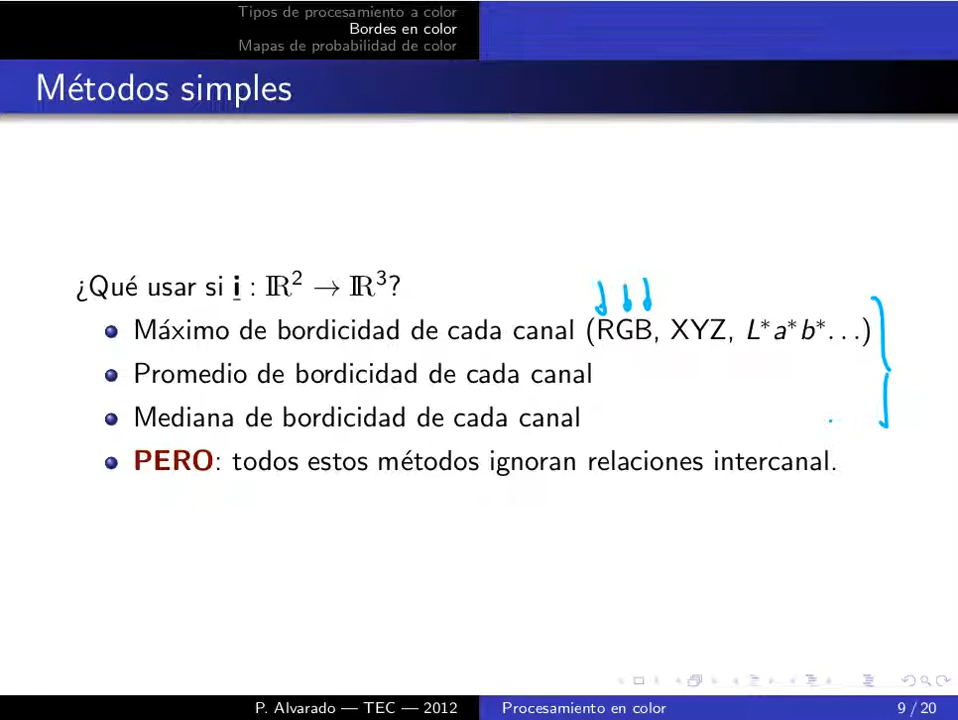 Tipos de procesamiento a color
Bordes en color
Mapas de probabilidad de color
Métodos simples
¿Qué usar si i : IR² → IR³?
Máximo de bordicidad de cada canal (RGB, XYZ, L*a*b*...)
Promedio de bordicidad de cada canal
Mediana de bordicidad de cada canal
PERO: todos estos métodos ignoran relaciones intercanal.
P. Alvarado — TEC — 2012 Procesamiento en color 9 / 20